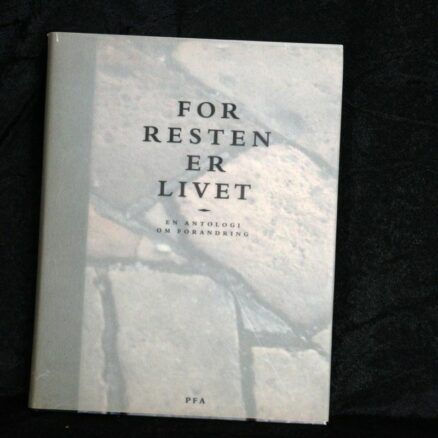 FOR
RESTEN
ER
LIVET
EN ANTOLOGI
OM FORANDRING
PFA